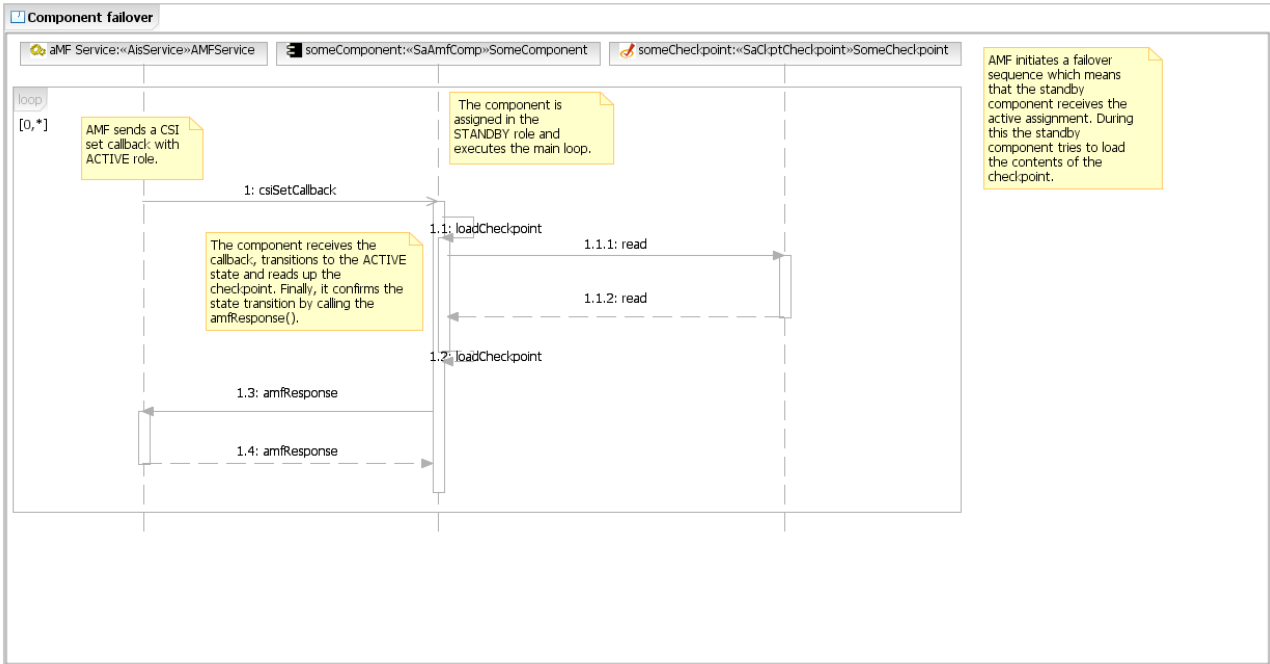 Component failover
aMF Service:«AisService»AMFService
someComponent:«SaAmfComp»SomeComponent
someCheckpoint:«SaCkptCheckpoint»SomeCheckpoint
AMF initiates a failover
sequence which means
that the standby
component receives the
active assignment. During
this the standby
component tries to load
the contents of the
checkpoint.
loop
[0,*]
AMF sends a CSI
set callback with
ACTIVE role.
The component is
assigned in the
STANDBY role and
executes the main loop.
1: csiSetCallback
1.1: loadCheckpoint
1.1.1: read
The component receives the
callback, transitions to the ACTIVE
state and reads up the
checkpoint. Finally, it confirms the
state transition by calling the
amfResponse().
1.1.2: read
1.2: loadCheckpoint
1.3: amfResponse
1.4: amfResponse